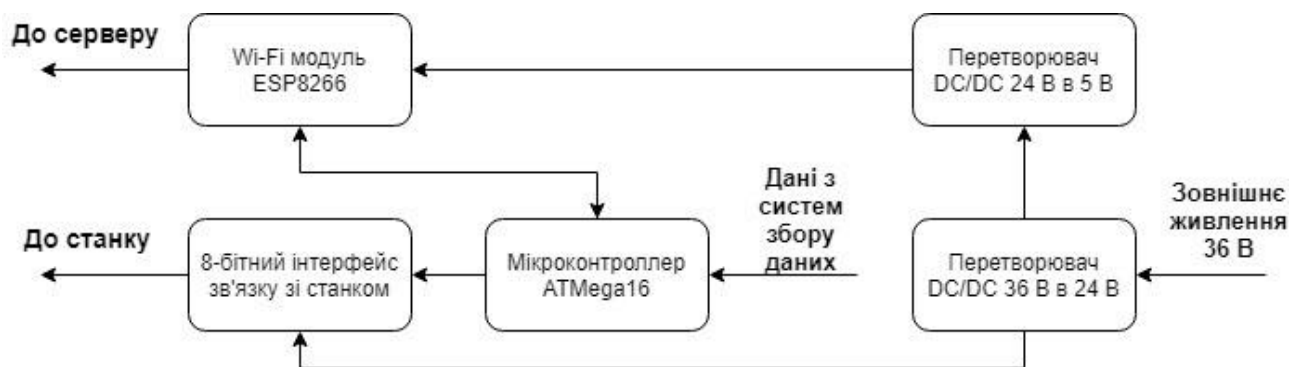 До серверу
Wi-Fi модуль
ESP8266
Перетворювач
DC/DC 24 В в 5 В
До станку
8-бітний інтерфейс
зв'язку зі станком
Мікроконтроллер
ATMega16
Дані з
систем
збору
даних
Перетворювач
DC/DC 36 В в 24 В
Зовнішнє
живлення
36 В